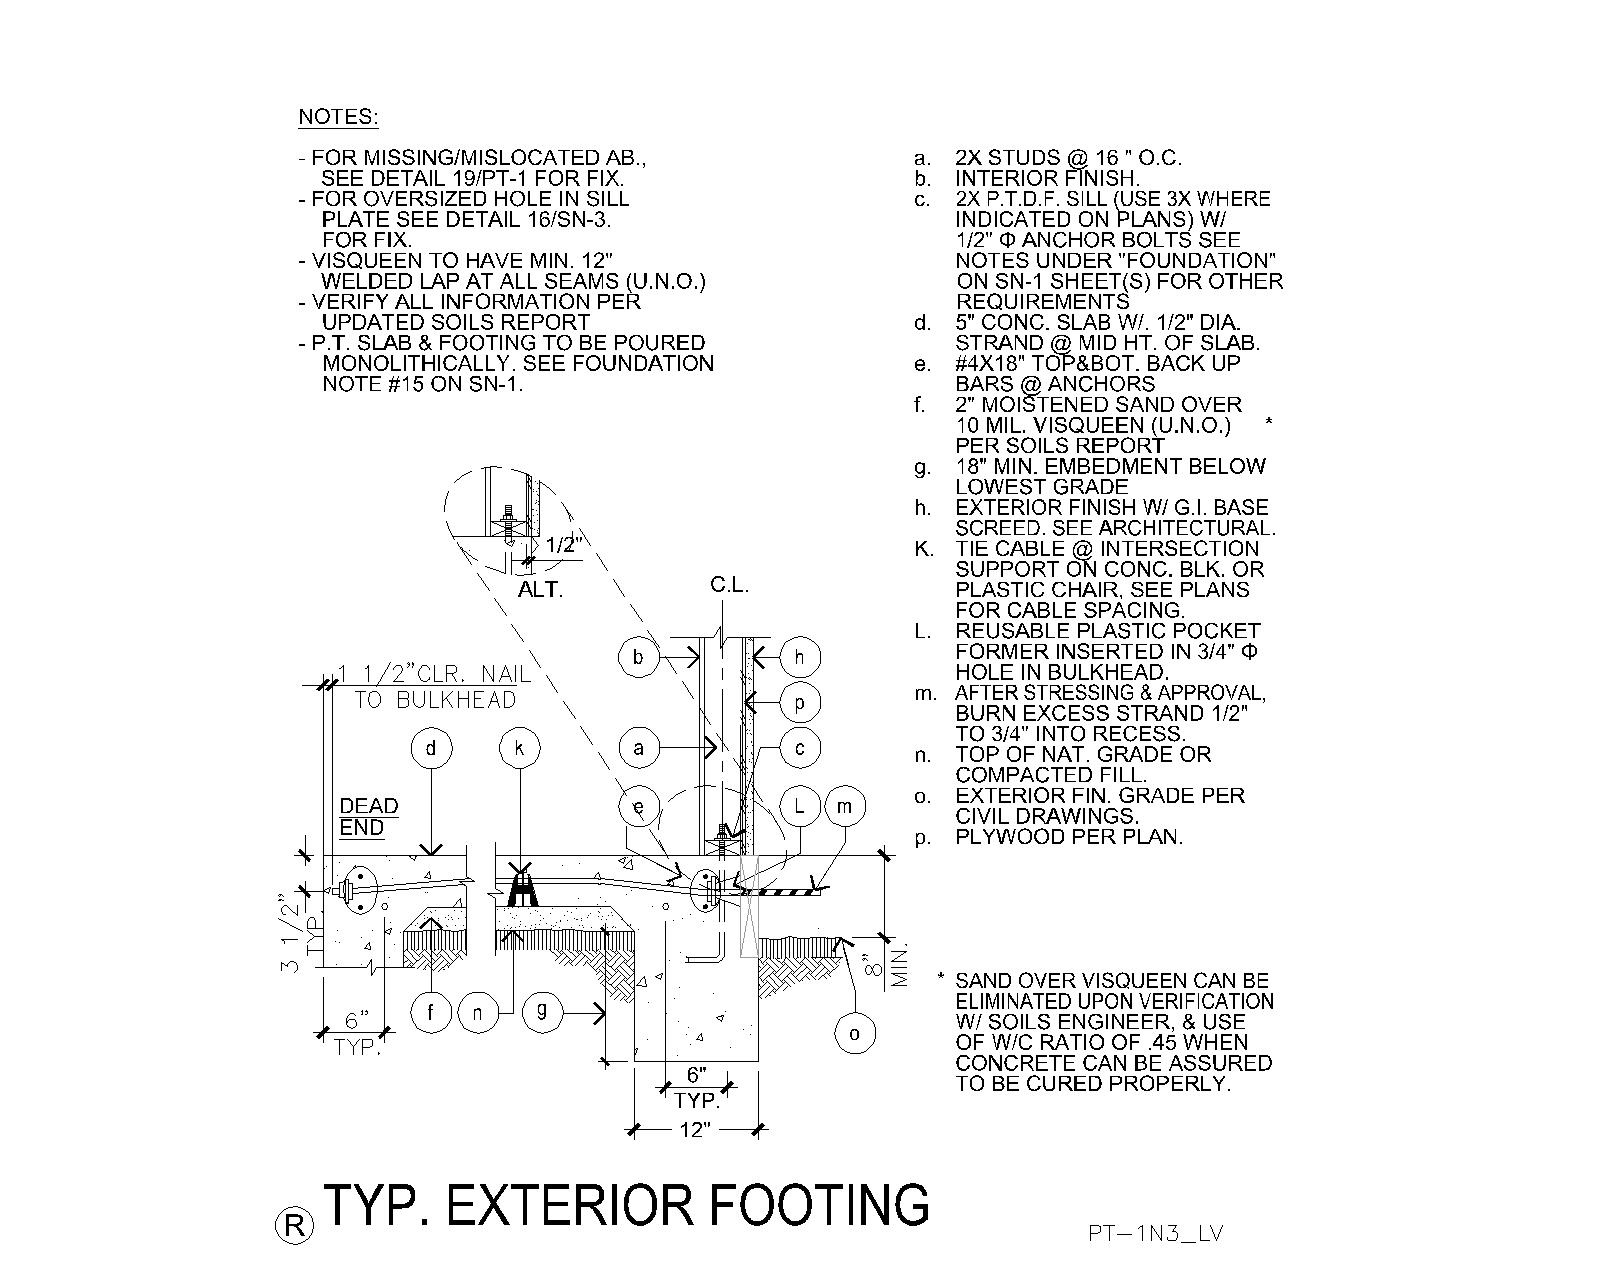 NOTES:
- FOR MISSING/MISLOCATED AB.,
SEE DETAIL 19/PT-1 FOR FIX.
- FOR OVERSIZED HOLE IN SILL
PLATE SEE DETAIL 16/SN-3.
FOR FIX.
- VISQUEEN TO HAVE MIN. 12"
WELDED LAP AT ALL SEAMS (U.N.O.)
- VERIFY ALL INFORMATION PER
UPDATED SOILS REPORT
- P.T. SLAB & FOOTING TO BE POURED
MONOLITHICALLY. SEE FOUNDATION
NOTE #15 ON SN-1.
a. 2X STUDS @ 16 " O.C.
b. INTERIOR FINISH.
c. 2X P.T.D.F. SILL (USE 3X WHERE
INDICATED ON PLANS) W/
1/2" Φ ANCHOR BOLTS SEE
NOTES UNDER "FOUNDATION"
ON SN-1 SHEET(S) FOR OTHER
REQUIREMENTS
d. 5" CONC. SLAB W/. 1/2" DIA.
STRAND @ MID HT. OF SLAB.
e. #4X18" TOP&BOT. BACK UP
BARS @ ANCHORS
f. 2" MOISTENED SAND OVER
10 MIL. VISQUEEN (U.N.O.) *
PER SOILS REPORT
g. 18" MIN. EMBEDMENT BELOW
LOWEST GRADE
h. EXTERIOR FINISH W/ G.I. BASE
SCREED. SEE ARCHITECTURAL.
K. TIE CABLE @ INTERSECTION
SUPPORT ON CONC. BLK. OR
PLASTIC CHAIR, SEE PLANS
FOR CABLE SPACING.
L. REUSABLE PLASTIC POCKET
FORMER INSERTED IN 3/4" Φ
HOLE IN BULKHEAD.
m. AFTER STRESSING & APPROVAL,
BURN EXCESS STRAND 1/2"
TO 3/4" INTO RECESS.
n. TOP OF NAT. GRADE OR
COMPACTED FILL.
o. EXTERIOR FIN. GRADE PER
CIVIL DRAWINGS.
p. PLYWOOD PER PLAN.
* SAND OVER VISQUEEN CAN BE
ELIMINATED UPON VERIFICATION
W/ SOILS ENGINEER, & USE
OF W/C RATIO OF .45 WHEN
CONCRETE CAN BE ASSURED
TO BE CURED PROPERLY.
1/2"
ALT.
C.L.
b
h
1 1/2"CLR. NAIL
TO BULKHEAD
p
d
k
a
c
DEAD
END
e
L
m
3 1/2"
TYP.
8"
MIN.
f
n
g
o
6"
TYP.
6"
TYP.
12"
R
TYP. EXTERIOR FOOTING
PT-1N3_LV